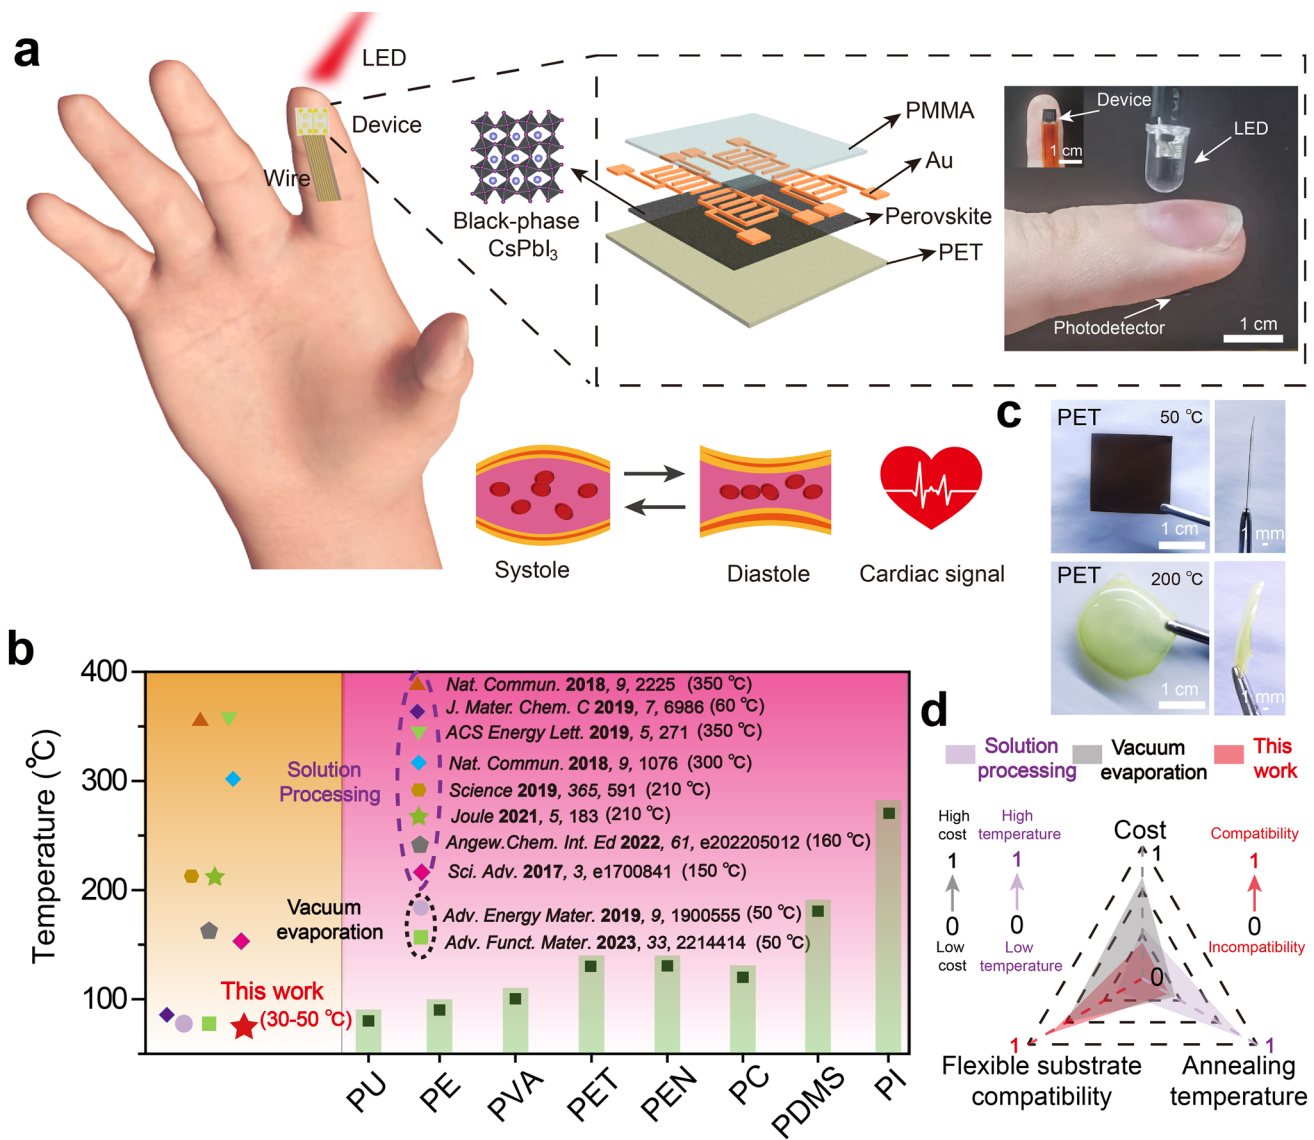 a
LED
Device
Wire
Black-phase
CsPbI₃
PMMA
Au
Perovskite
PET
Device
1 cm
LED
Photodetector
1 cm
Systole
Diastole
Cardiac signal
c
PET
50 ℃
1 cm
1 mm
PET
200 ℃
1 cm
1 mm
b
Temperature (℃)
400
300
200
100
Solution
Processing
Nat. Commun. 2018, 9, 2225 (350 ℃)
J. Mater. Chem. C 2019, 7, 6986 (60 ℃)
ACS Energy Lett. 2019, 5, 271 (350 ℃)
Nat. Commun. 2018, 9, 1076 (300 ℃)
Science 2019, 365, 591 (210 ℃)
Joule 2021, 5, 183 (210 ℃)
Angew.Chem. Int. Ed 2022, 61, e202205012 (160 ℃)
Sci. Adv. 2017, 3, e1700841 (150 ℃)
Vacuum
evaporation
Adv. Energy Mater. 2019, 9, 1900555 (50 ℃)
Adv. Funct. Mater. 2023, 33, 2214414 (50 ℃)
This work
(30-50 ℃)
PU
PE
PVA
PET
PEN
PC
PDMS
PI
d
Solution
processing
Vacuum
evaporation
This
work
High
cost
1
0
Low
cost
High
temperature
1
0
Low
temperature
Cost
1
0
Compatibility
1
0
Incompatibility
1
1
Flexible substrate
compatibility
Annealing
temperature